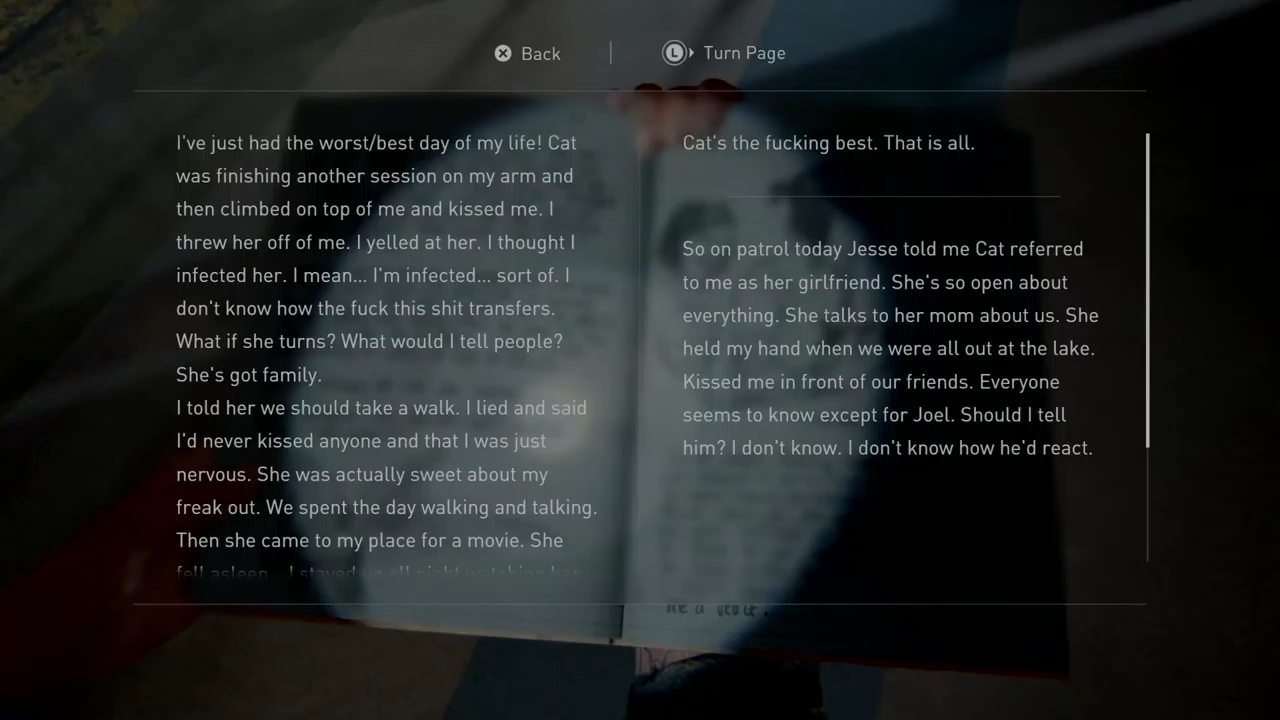 Back
L Turn Page
I've just had the worst/best day of my life! Cat
was finishing another session on my arm and
then climbed on top of me and kissed me. I
threw her off of me. I yelled at her. I thought I
infected her. I mean... I'm infected... sort of. I
don't know how the fuck this shit transfers.
What if she turns? What would I tell people?
She's got family.
I told her we should take a walk. I lied and said
I'd never kissed anyone and that I was just
nervous. She was actually sweet about my
freak out. We spent the day walking and talking.
Then she came to my place for a movie. She
fell asleep... I stayed up all night watching her
Cat's the fucking best. That is all.
So on patrol today Jesse told me Cat referred
to me as her girlfriend. She's so open about
everything. She talks to her mom about us. She
held my hand when we were all out at the lake.
Kissed me in front of our friends. Everyone
seems to know except for Joel. Should I tell
him? I don't know. I don't know how he'd react.